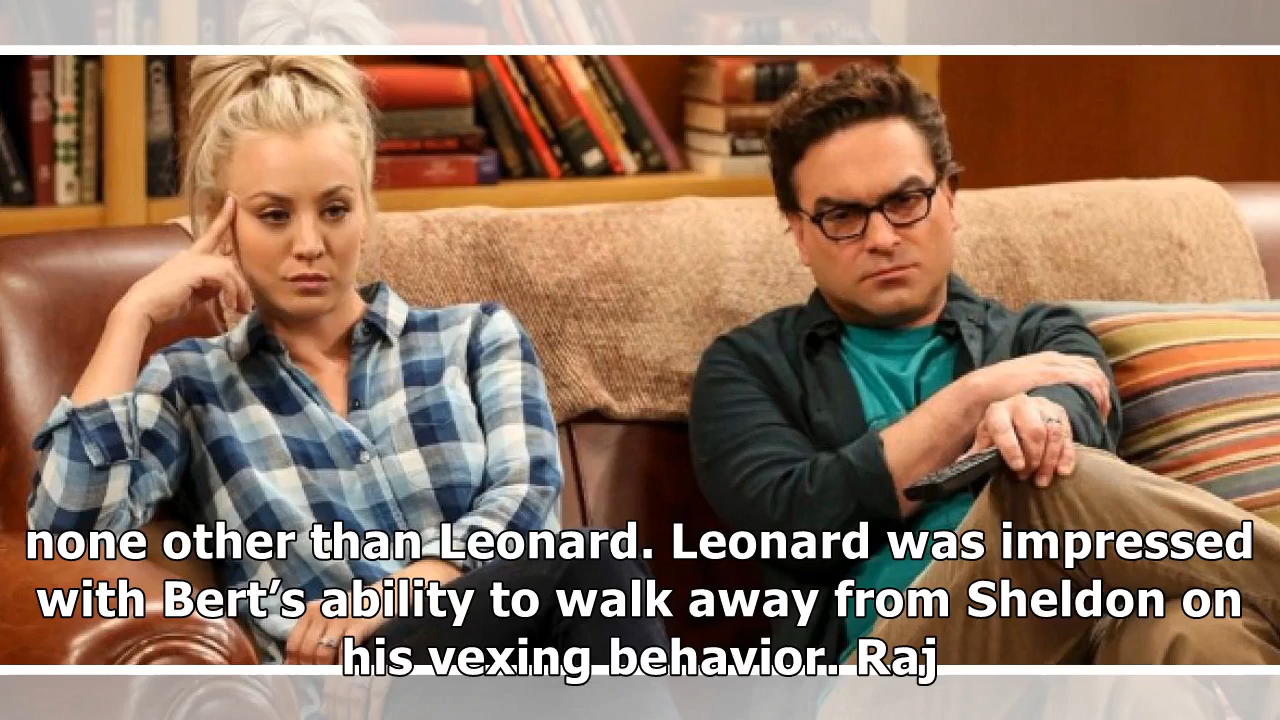 none other than Leonard. Leonard was impressed
with Bert’s ability to walk away from Sheldon on
his vexing behavior. Raj